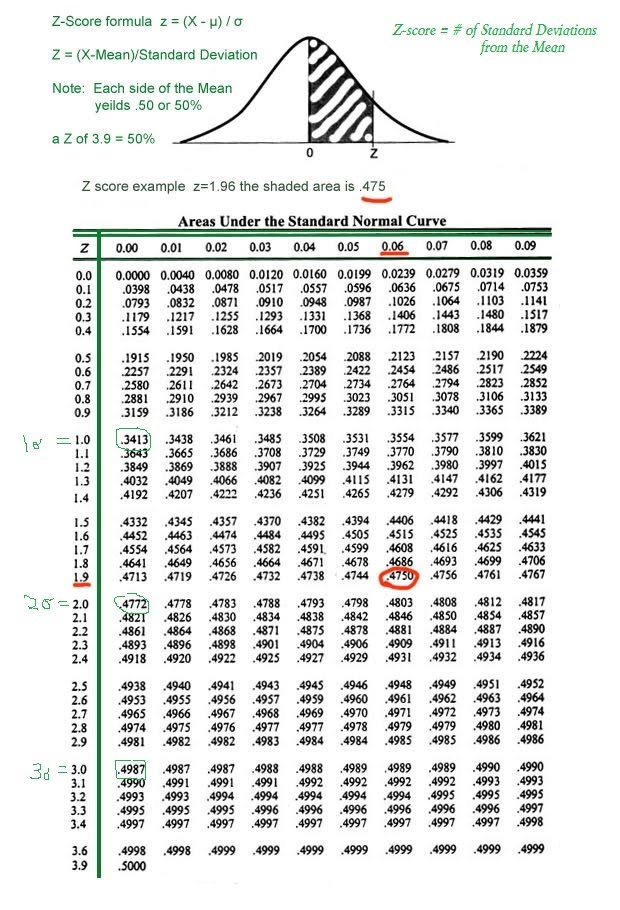 Z-Score formula z = (X - µ) / σ
Z-score = # of Standard Deviations
from the Mean
Z = (X-Mean)/Standard Deviation
Note: Each side of the Mean
yeilds .50 or 50%
a Z of 3.9 = 50%
0 Z
Z score example z=1.96 the shaded area is .475
Areas Under the Standard Normal Curve
Z 0.00 0.01 0.02 0.03 0.04 0.05 0.06 0.07 0.08 0.09
0.0 0.0000 0.0040 0.0080 0.0120 0.0160 0.0199 0.0239 0.0279 0.0319 0.0359
0.1 .0398 .0438 .0478 .0517 .0557 .0596 .0636 .0675 .0714 .0753
0.2 .0793 .0832 .0871 .0910 .0948 .0987 .1026 .1064 .1103 .1141
0.3 .1179 .1217 .1255 .1293 .1331 .1368 .1406 .1443 .1480 .1517
0.4 .1554 .1591 .1628 .1664 .1700 .1736 .1772 .1808 .1844 .1879
0.5 .1915 .1950 .1985 .2019 .2054 .2088 .2123 .2157 .2190 .2224
0.6 .2257 .2291 .2324 .2357 .2389 .2422 .2454 .2486 .2517 .2549
0.7 .2580 .2611 .2642 .2673 .2704 .2734 .2764 .2794 .2823 .2852
0.8 .2881 .2910 .2939 .2967 .2995 .3023 .3051 .3078 .3106 .3133
0.9 .3159 .3186 .3212 .3238 .3264 .3289 .3315 .3340 .3365 .3389
1σ = 1.0 .3413 .3438 .3461 .3485 .3508 .3531 .3554 .3577 .3599 .3621
1.1 .3643 .3665 .3686 .3708 .3729 .3749 .3770 .3790 .3810 .3830
1.2 .3849 .3869 .3888 .3907 .3925 .3944 .3962 .3980 .3997 .4015
1.3 .4032 .4049 .4066 .4082 .4099 .4115 .4131 .4147 .4162 .4177
1.4 .4192 .4207 .4222 .4236 .4251 .4265 .4279 .4292 .4306 .4319
1.5 .4332 .4345 .4357 .4370 .4382 .4394 .4406 .4418 .4429 .4441
1.6 .4452 .4463 .4474 .4484 .4495 .4505 .4515 .4525 .4535 .4545
1.7 .4554 .4564 .4573 .4582 .4591 .4599 .4608 .4616 .4625 .4633
1.8 .4641 .4649 .4656 .4664 .4671 .4678 .4686 .4693 .4699 .4706
1.9 .4713 .4719 .4726 .4732 .4738 .4744 .4750 .4756 .4761 .4767
2σ = 2.0 .4772 .4778 .4783 .4788 .4793 .4798 .4803 .4808 .4812 .4817
2.1 .4821 .4826 .4830 .4834 .4838 .4842 .4846 .4850 .4854 .4857
2.2 .4861 .4864 .4868 .4871 .4875 .4878 .4881 .4884 .4887 .4890
2.3 .4893 .4896 .4898 .4901 .4904 .4906 .4909 .4911 .4913 .4916
2.4 .4918 .4920 .4922 .4925 .4927 .4929 .4931 .4932 .4934 .4936
2.5 .4938 .4940 .4941 .4943 .4945 .4946 .4948 .4949 .4951 .4952
2.6 .4953 .4955 .4956 .4957 .4959 .4960 .4961 .4962 .4963 .4964
2.7 .4965 .4966 .4967 .4968 .4969 .4970 .4971 .4972 .4973 .4974
2.8 .4974 .4975 .4976 .4977 .4977 .4978 .4979 .4979 .4980 .4981
2.9 .4981 .4982 .4982 .4983 .4984 .4984 .4985 .4985 .4986 .4986
3σ = 3.0 .4987 .4987 .4987 .4988 .4988 .4989 .4989 .4989 .4990 .4990
3.1 .4990 .4991 .4991 .4991 .4992 .4992 .4992 .4992 .4993 .4993
3.2 .4993 .4993 .4994 .4994 .4994 .4994 .4994 .4995 .4995 .4995
3.3 .4995 .4995 .4995 .4996 .4996 .4996 .4996 .4996 .4996 .4997
3.4 .4997 .4997 .4997 .4997 .4997 .4997 .4997 .4997 .4997 .4998
3.6 .4998 .4998 .4999 .4999 .4999 .4999 .4999 .4999 .4999 .4999
3.9 .5000